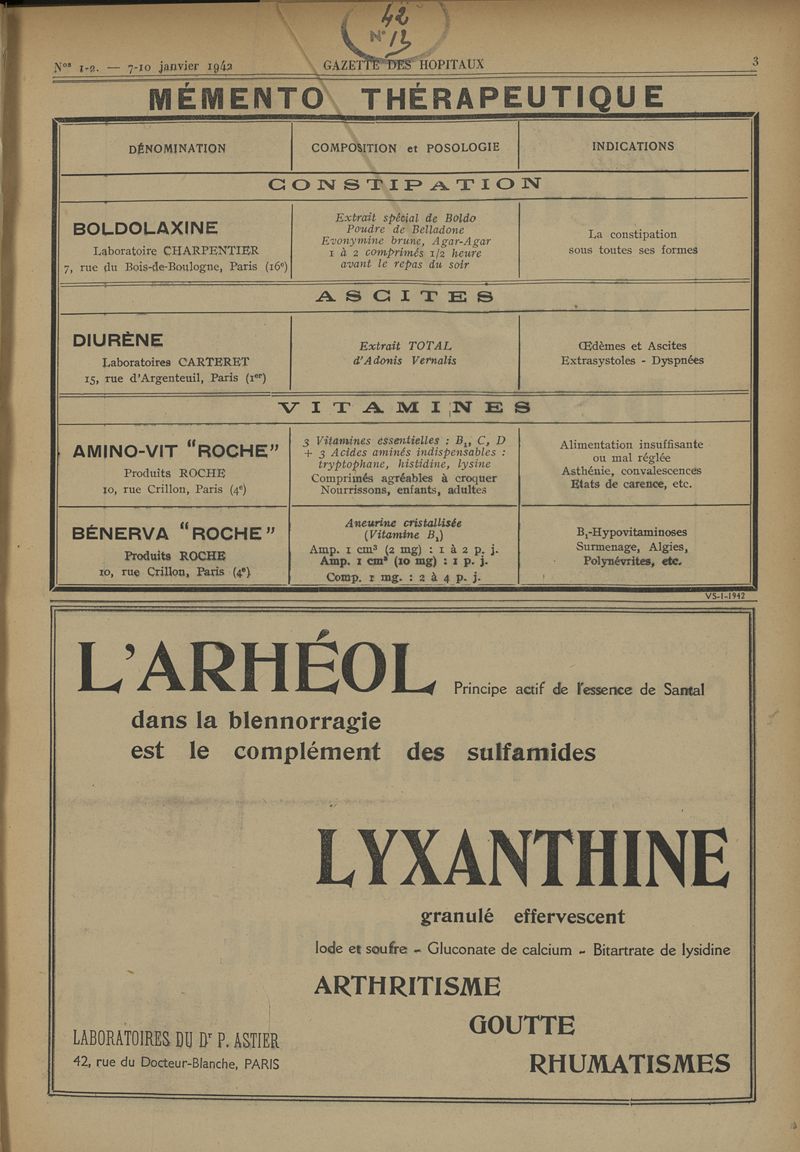 42
N° 13
Nos 1-2. — 7-10 janvier 1942
GAZETTE DES HOPITAUX
3
MÉMENTO THÉRAPEUTIQUE
DÉNOMINATION
COMPOSITION et POSOLOGIE
INDICATIONS
CONSTIPATION
BOLDOLAXINE
Laboratoire CHARPENTIER
7, rue du Bois-de-Boulogne, Paris (16e)
Extrait spécial de Boldo
Poudre de Belladone
Evonymine brune, Agar-Agar
1 à 2 comprimés 1/2 heure
avant le repas du soir
La constipation
sous toutes ses formes
ASCITES
DIURÈNE
Laboratoires CARTERET
15, rue d'Argenteuil, Paris (1er)
Extrait TOTAL
d'Adonis Vernalis
Œdèmes et Ascites
Extrasystoles - Dyspnées
VITAMINES
AMINO-VIT "ROCHE"
Produits ROCHE
10, rue Crillon, Paris (4e)
3 Vitamines essentielles : B1, C, D
+ 3 Acides aminés indispensables :
tryptophane, histidine, lysine
Comprimés agréables à croquer
Nourrissons, enfants, adultes
Alimentation insuffisante
ou mal réglée
Asthénie, convalescences
Etats de carence, etc.
BÉNERVA "ROCHE"
Produits ROCHE
10, rue Crillon, Paris (4e)
Aneurine cristallisée
(Vitamine B1)
Amp. 1 cm³ (2 mg) : 1 à 2 p. j.
Amp. 1 cm³ (10 mg) : 1 p. j.
Comp. 1 mg. : 2 à 4 p. j.
B1-Hypovitaminoses
Surmenage, Algies,
Polynévrites, etc.
VS-1-1942
L'ARHÉOL Principe actif de l'essence de Santal
dans la blennorragie
est le complément des sulfamides
LYXANTHINE
granulé effervescent
Iode et soufre - Gluconate de calcium - Bitartrate de lysidine
ARTHRITISME
GOUTTE
RHUMATISMES
LABORATOIRES DU Dr P. ASTIER
42, rue du Docteur-Blanche, PARIS